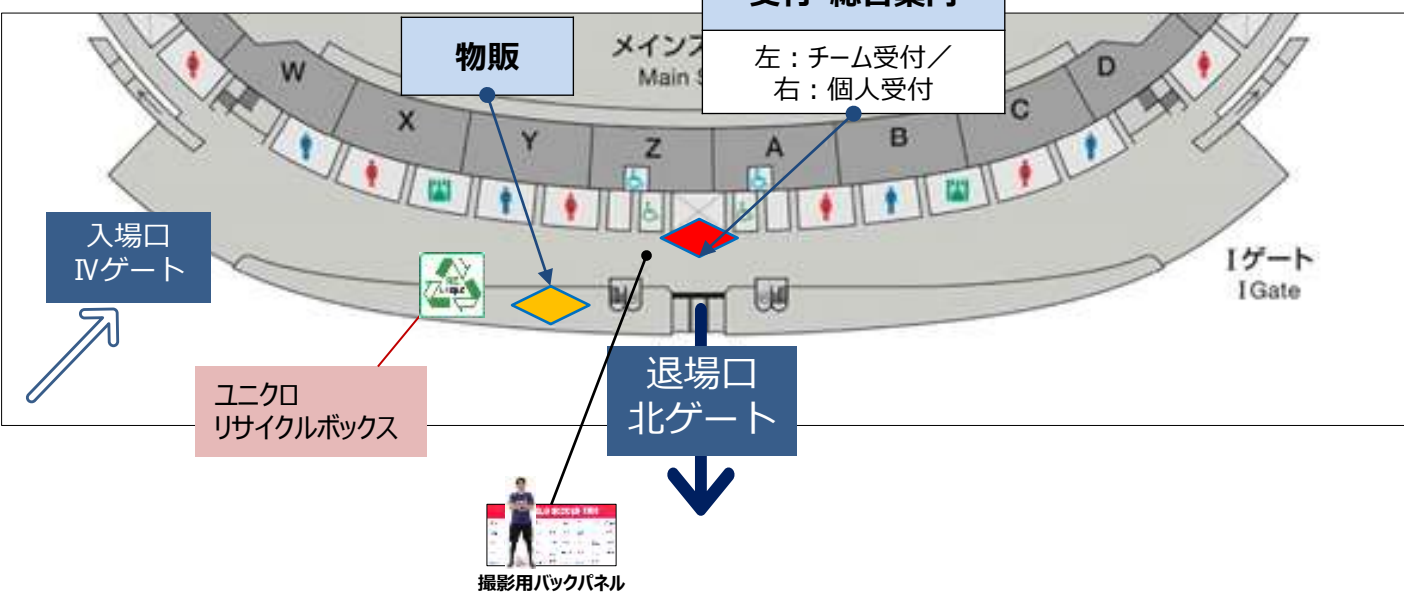 受付・総合案内
物販
左：チーム受付／
右：個人受付
メインス
Main S
W
X
Y
Z
A
B
C
D
入場口
Ⅳゲート
Ⅰゲート
I Gate
ユニクロ
リサイクルボックス
退場口
北ゲート
撮影用バックパネル